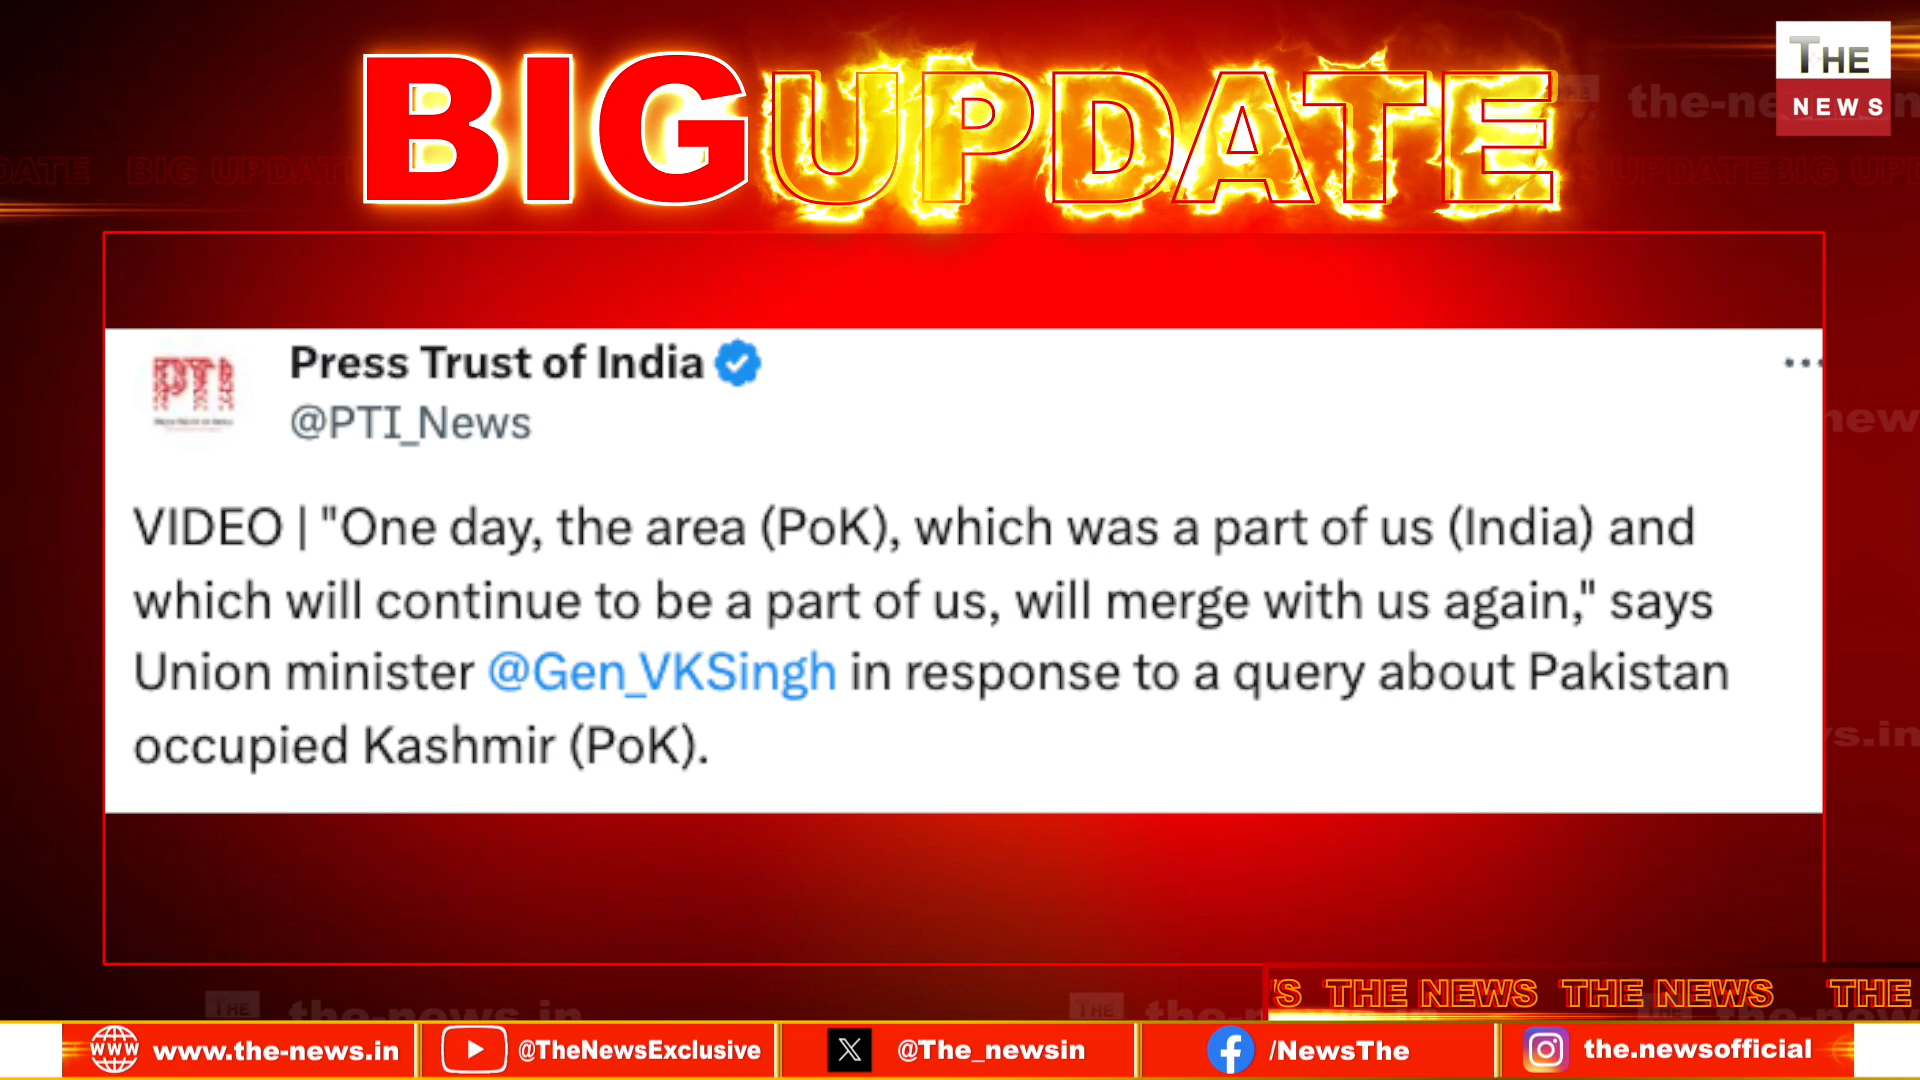 BIG UPDATE
THE
NEWS
Press Trust of India
@PTI_News
VIDEO | "One day, the area (PoK), which was a part of us (India) and
which will continue to be a part of us, will merge with us again," says
Union minister @Gen_VKSingh in response to a query about Pakistan
occupied Kashmir (PoK).
THE NEWS THE NEWS THE
www.the-news.in
@TheNewsExclusive
@The_newsin
/NewsThe
the.newsofficial